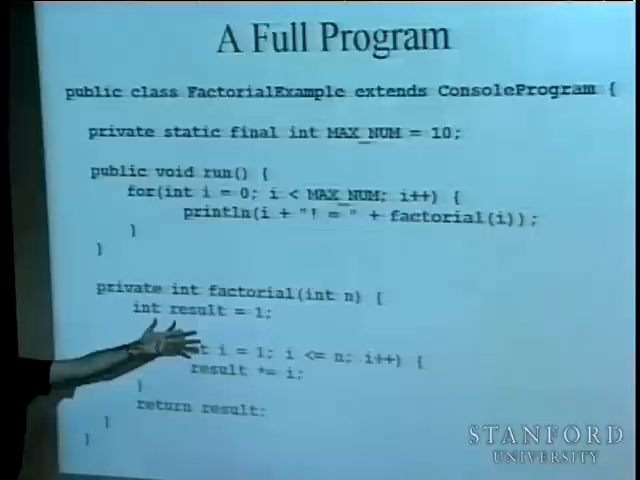 A Full Program
public class FactorialExample extends ConsoleProgram {
private static final int MAX_NUM = 10;
public void run() {
for(int i = 0; i < MAX_NUM; i++) {
println(i + "! = " + factorial(i));
}
}
private int factorial(int n) {
int result = 1;
i = 1; i <= n; i++) {
result *= i;
}
return result;
}
}
STANFORD
UNIVERSITY